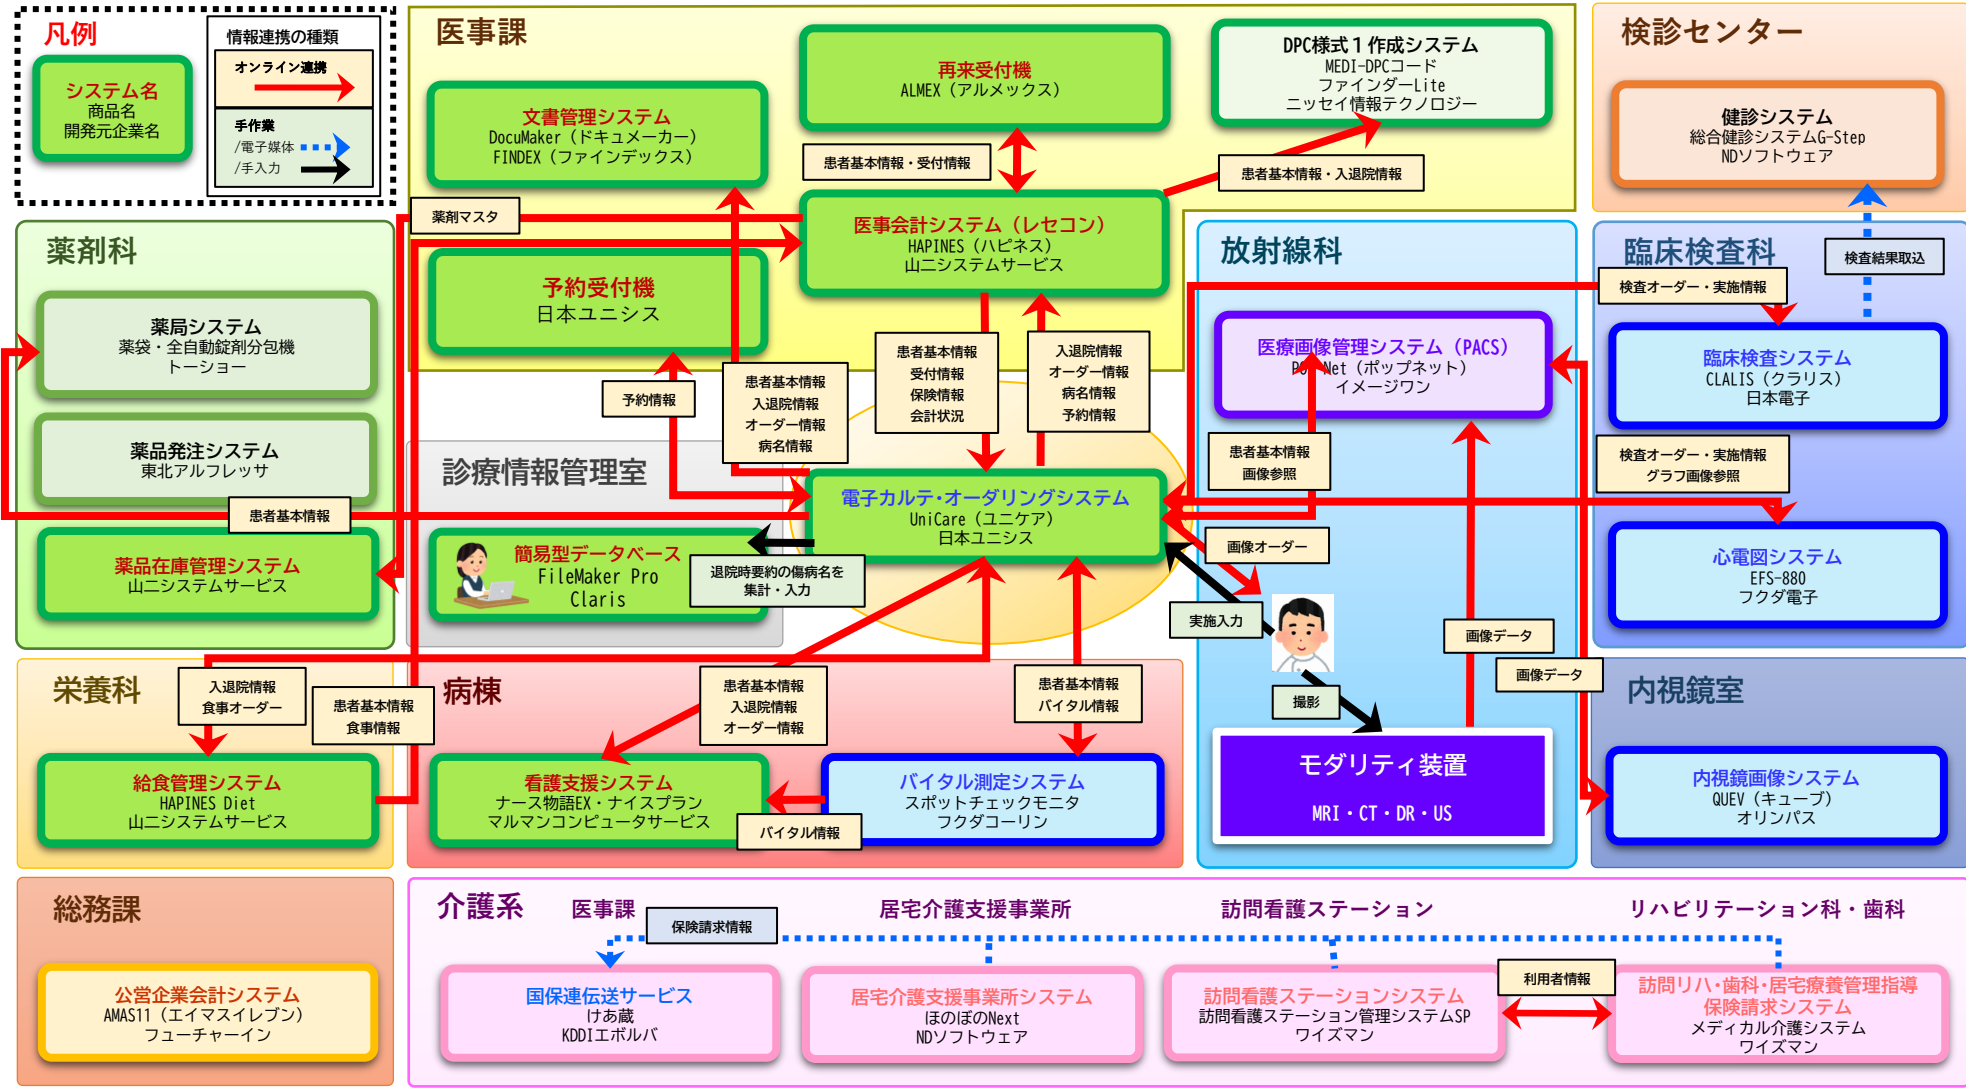 凡例
システム名
商品名
開発元企業名
情報連携の種類
オンライン連携
手作業
/電子媒体
/手入力
医事課
文書管理システム
DocuMaker（ドキュメーカー）
FINDEX（ファインデックス）
再来受付機
ALMEX（アルメックス）
DPC様式１作成システム
MEDI-DPCコード
ファインダーLite
ニッセイ情報テクノロジー
患者基本情報・受付情報
患者基本情報・入退院情報
薬剤マスタ
医事会計システム（レセコン）
HAPINES（ハピネス）
山二システムサービス
予約受付機
日本ユニシス
検診センター
健診システム
総合健診システムG-Step
NDソフトウェア
検査結果取込
薬剤科
薬局システム
薬袋・全自動錠剤分包機
トーショー
薬品発注システム
東北アルフレッサ
患者基本情報
薬品在庫管理システム
山二システムサービス
予約情報
患者基本情報
入退院情報
オーダー情報
病名情報
患者基本情報
受付情報
保険情報
会計状況
入退院情報
オーダー情報
病名情報
予約情報
診療情報管理室
簡易型データベース
FileMaker Pro
Claris
退院時要約の傷病名を
集計・入力
電子カルテ・オーダリングシステム
UniCare（ユニケア）
日本ユニシス
放射線科
医療画像管理システム（PACS）
Net（ポップネット）
イメージワン
患者基本情報
画像参照
画像オーダー
実施入力
撮影
画像データ
画像データ
モダリティ装置
MRI・CT・DR・US
臨床検査科
検査オーダー・実施情報
臨床検査システム
CLALIS（クラリス）
日本電子
検査オーダー・実施情報
グラフ画像参照
心電図システム
EFS-880
フクダ電子
内視鏡室
内視鏡画像システム
QUEV（キューブ）
オリンパス
栄養科
入退院情報
食事オーダー
患者基本情報
食事情報
給食管理システム
HAPINES Diet
山二システムサービス
病棟
患者基本情報
入退院情報
オーダー情報
患者基本情報
バイタル情報
看護支援システム
ナース物語EX・ナイスプラン
マルマンコンピュータサービス
バイタル情報
バイタル測定システム
スポットチェックモニタ
フクダコーリン
総務課
公営企業会計システム
AMAS11（エイマスイレブン）
フューチャーイン
介護系
医事課
居宅介護支援事業所
訪問看護ステーション
リハビリテーション科・歯科
保険請求情報
国保連伝送サービス
けあ蔵
KDDIエボルバ
居宅介護支援事業所システム
ほのぼのNext
NDソフトウェア
訪問看護ステーションシステム
訪問看護ステーション管理システムSP
ワイズマン
利用者情報
訪問リハ・歯科・居宅療養管理指導
保険請求システム
メディカル介護システム
ワイズマン